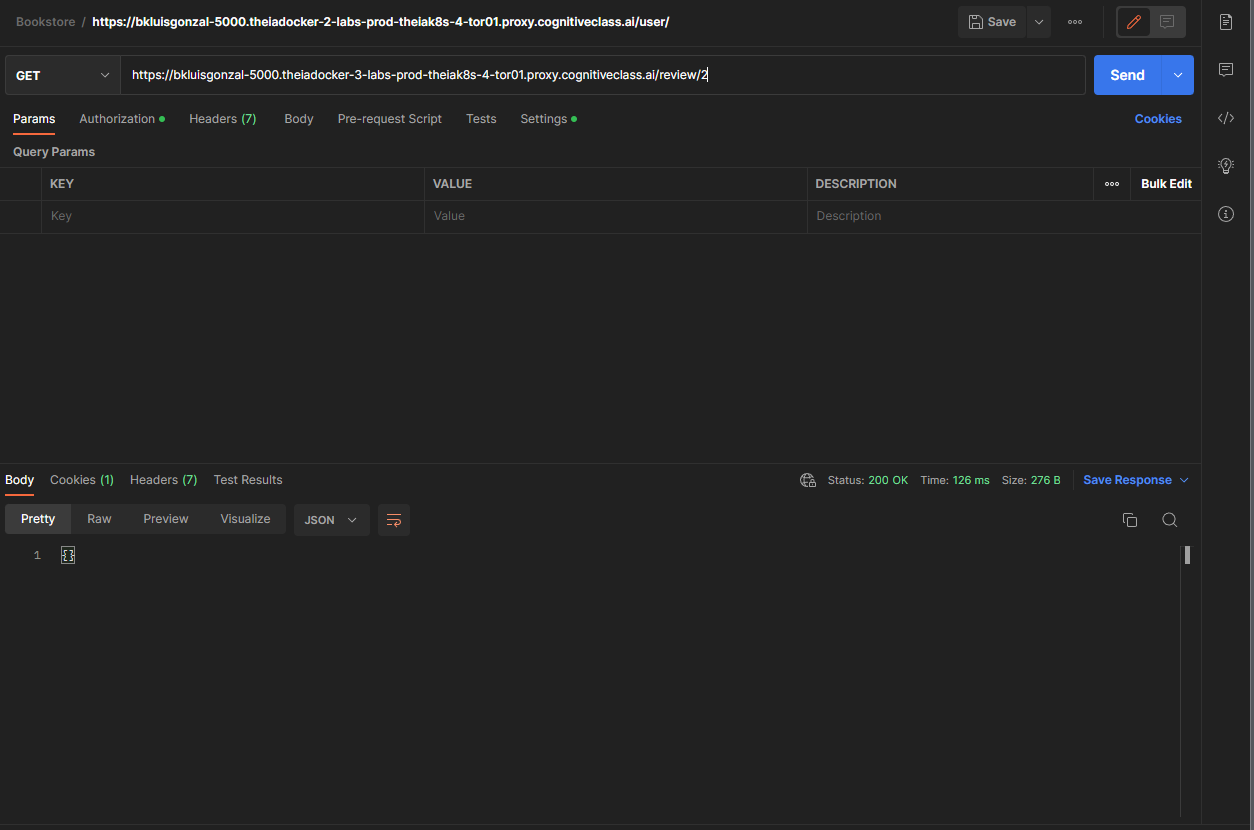 Bookstore / https://bkluisgonzal-5000.theiadocker-2-labs-prod-theiak8s-4-tor01.proxy.cognitiveclass.ai/user/
Save
GET
https://bkluisgonzal-5000.theiadocker-3-labs-prod-theiak8s-4-tor01.proxy.cognitiveclass.ai/review/2
Send
Params Authorization Headers (7) Body Pre-request Script Tests Settings Cookies
Query Params
KEY VALUE DESCRIPTION Bulk Edit
Key Value Description
Body Cookies (1) Headers (7) Test Results Status: 200 OK Time: 126 ms Size: 276 B Save Response
Pretty Raw Preview Visualize JSON
1 {}